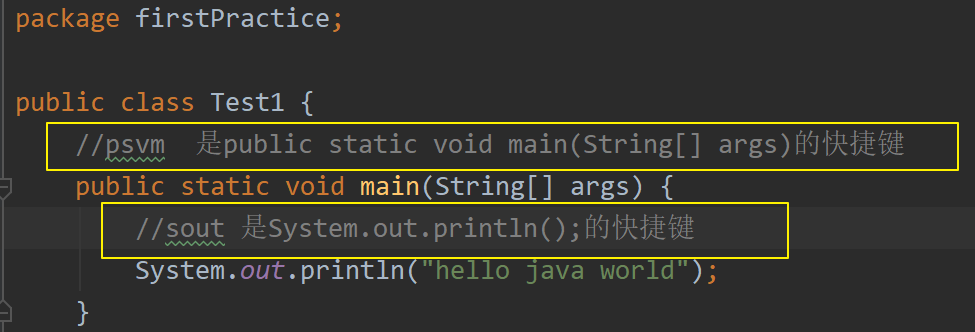 package firstPractice;
public class Test1 {
//psvm 是public static void main(String[] args)的快捷键
public static void main(String[] args) {
//sout 是System.out.println();的快捷键
System.out.println("hello java world");
}